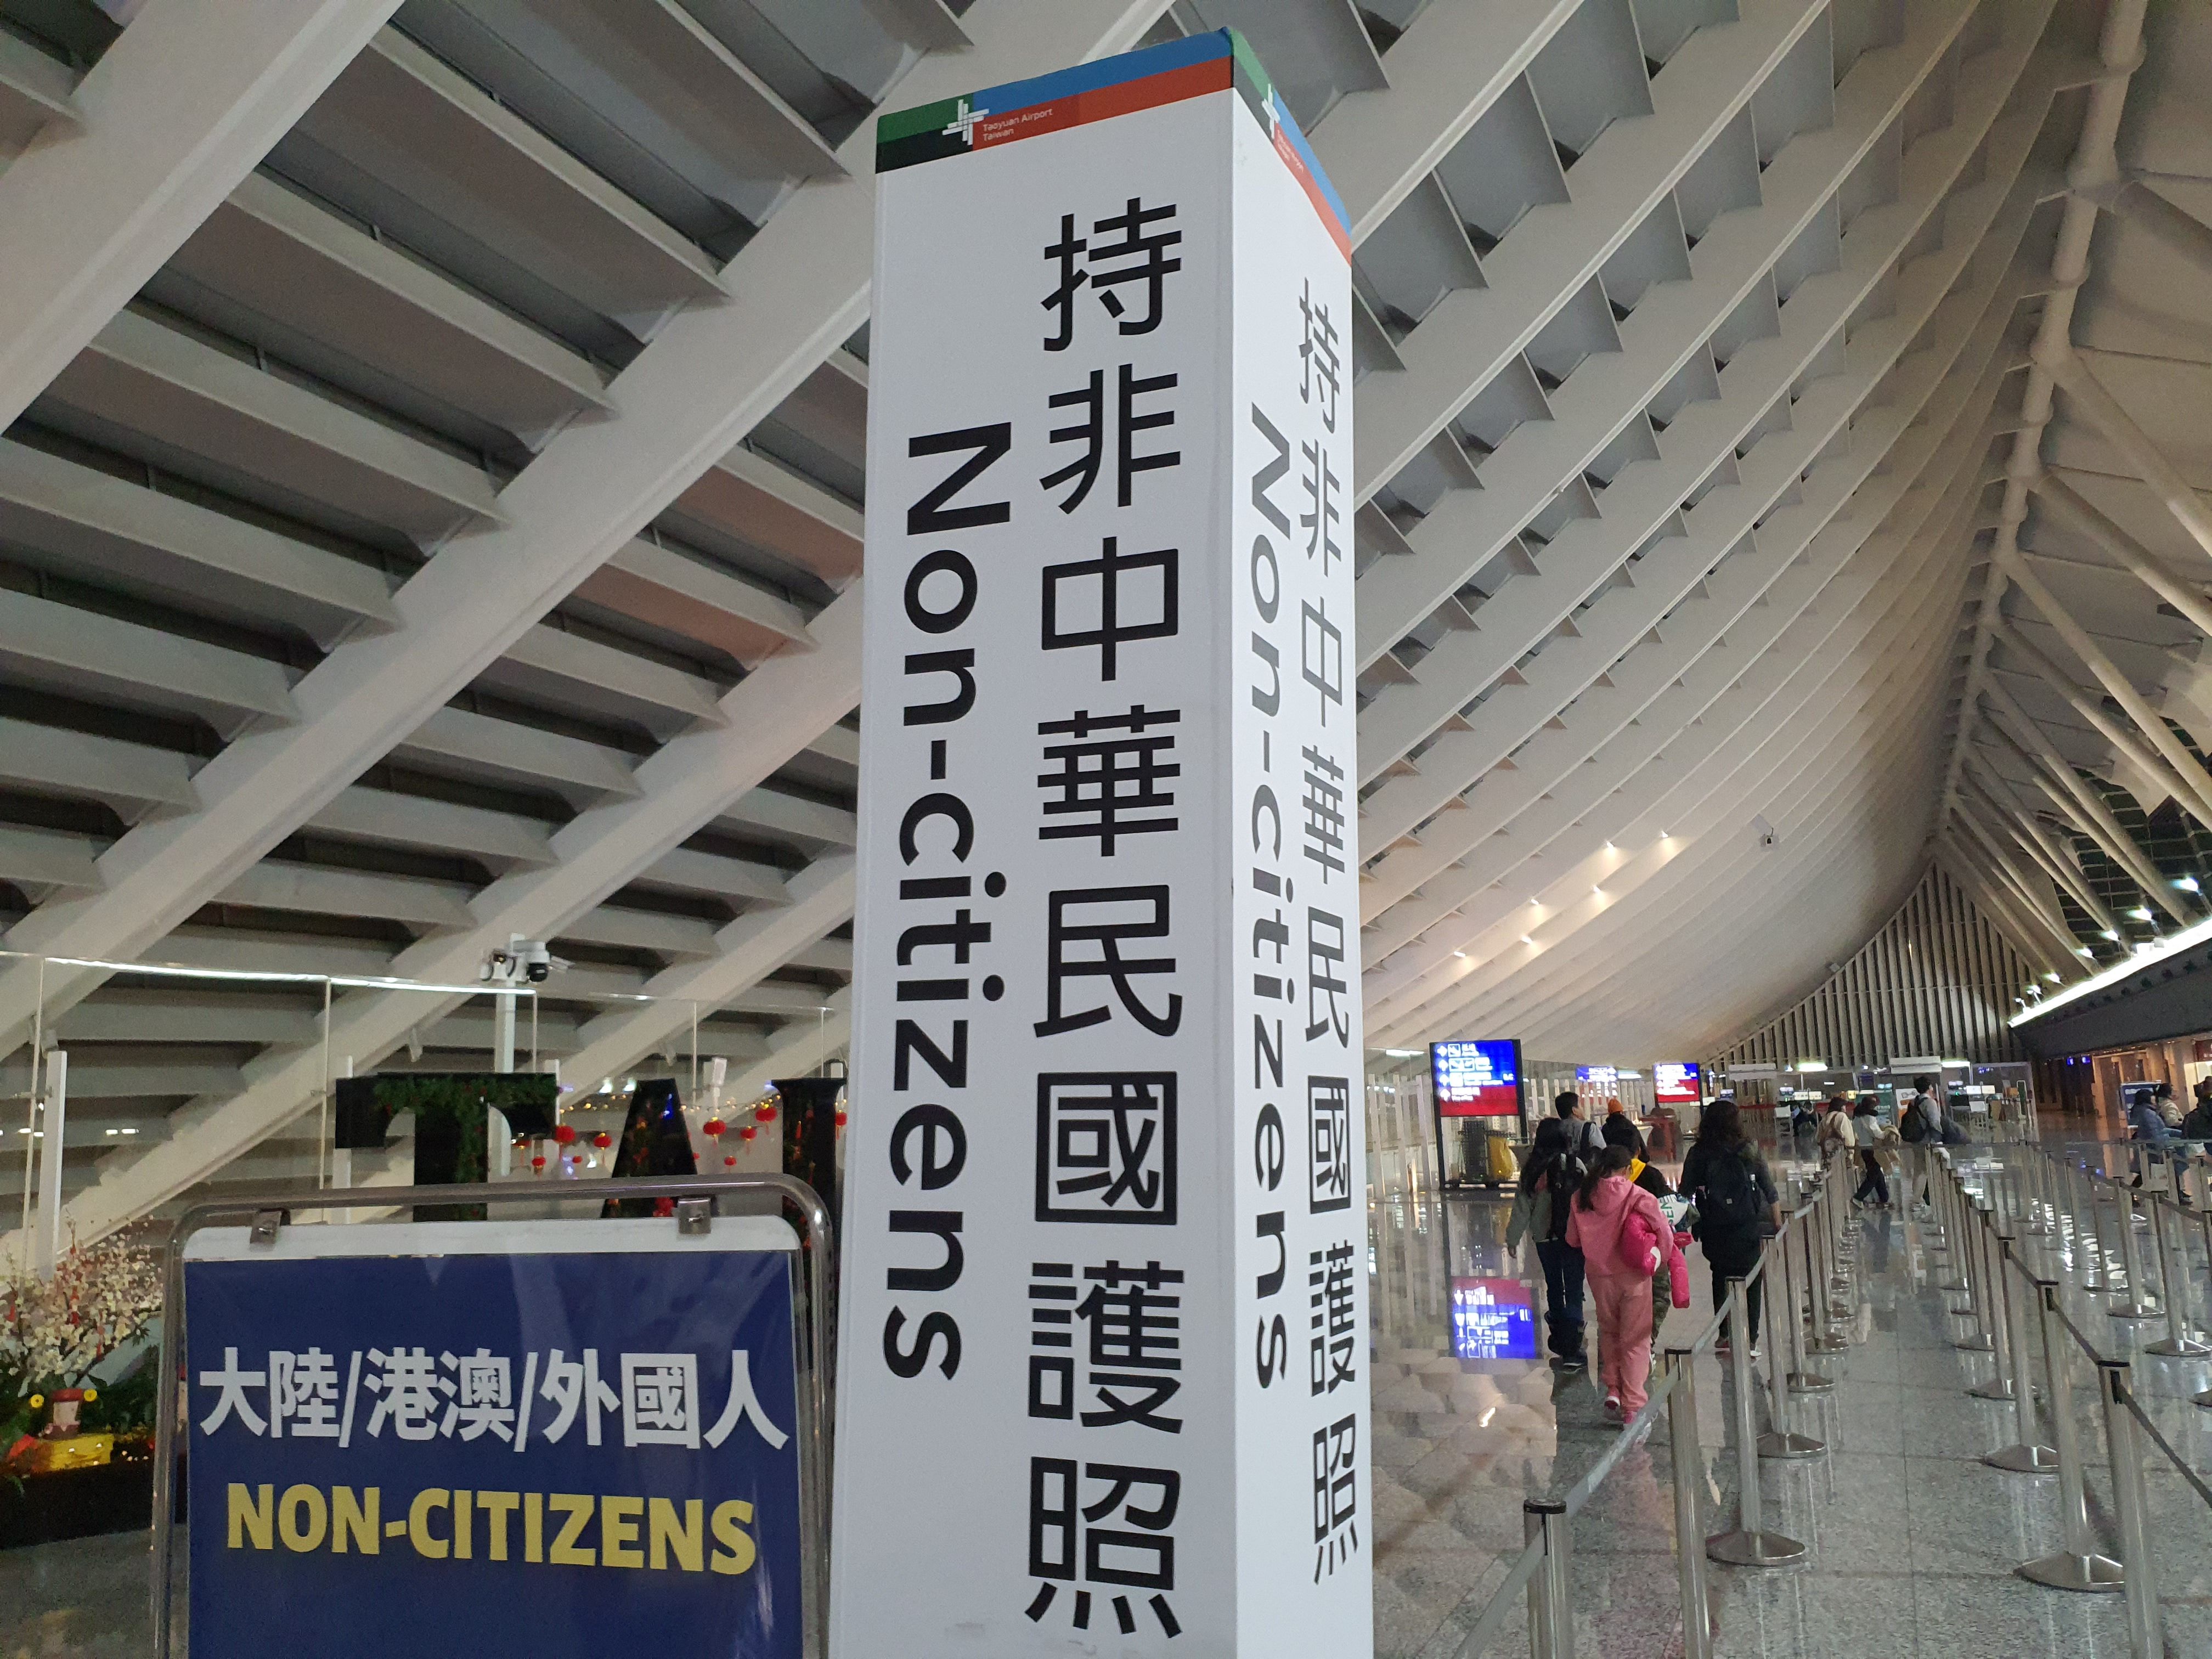 Taoyuan Airport
Taiwan
持非中華民國護照
Non-citizens
持非中華民國護照
Non-citizens
TAI
大陸/港澳/外國人
NON-CITIZENS